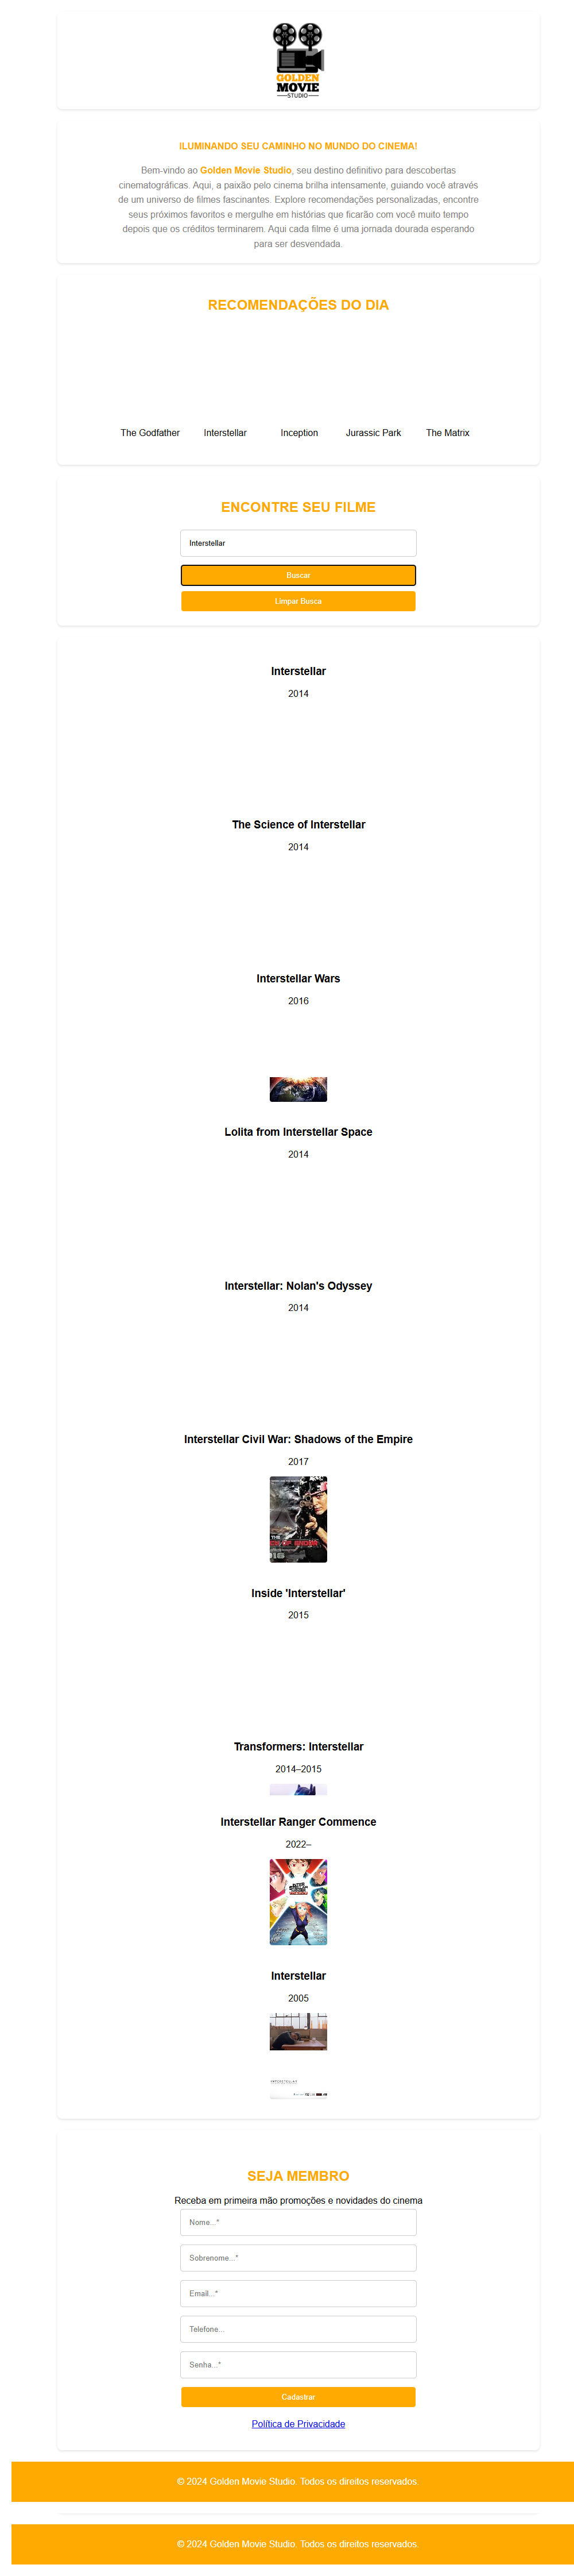 GOLDEN
MOVIE
STUDIO
ILUMINANDO SEU CAMINHO NO MUNDO DO CINEMA!
Bem-vindo ao Golden Movie Studio, seu destino definitivo para descobertas
cinematográficas. Aqui, a paixão pelo cinema brilha intensamente, guiando você através
de um universo de filmes fascinantes. Explore recomendações personalizadas, encontre
seus próximos favoritos e mergulhe em histórias que ficarão com você muito tempo
depois que os créditos terminarem. Aqui cada filme é uma jornada dourada esperando
para ser desvendada.
RECOMENDAÇÕES DO DIA
The Godfather Interstellar Inception Jurassic Park The Matrix
ENCONTRE SEU FILME
Interstellar
Buscar
Limpar Busca
Interstellar
2014
The Science of Interstellar
2014
Interstellar Wars
2016
Lolita from Interstellar Space
2014
Interstellar: Nolan's Odyssey
2014
Interstellar Civil War: Shadows of the Empire
2017
Inside 'Interstellar'
2015
Transformers: Interstellar
2014–2015
Interstellar Ranger Commence
2022–
Interstellar
2005
SEJA MEMBRO
Receba em primeira mão promoções e novidades do cinema
Nome...*
Sobrenome...*
Email...*
Telefone...
Senha...*
Cadastrar
Política de Privacidade
© 2024 Golden Movie Studio. Todos os direitos reservados.
© 2024 Golden Movie Studio. Todos os direitos reservados.